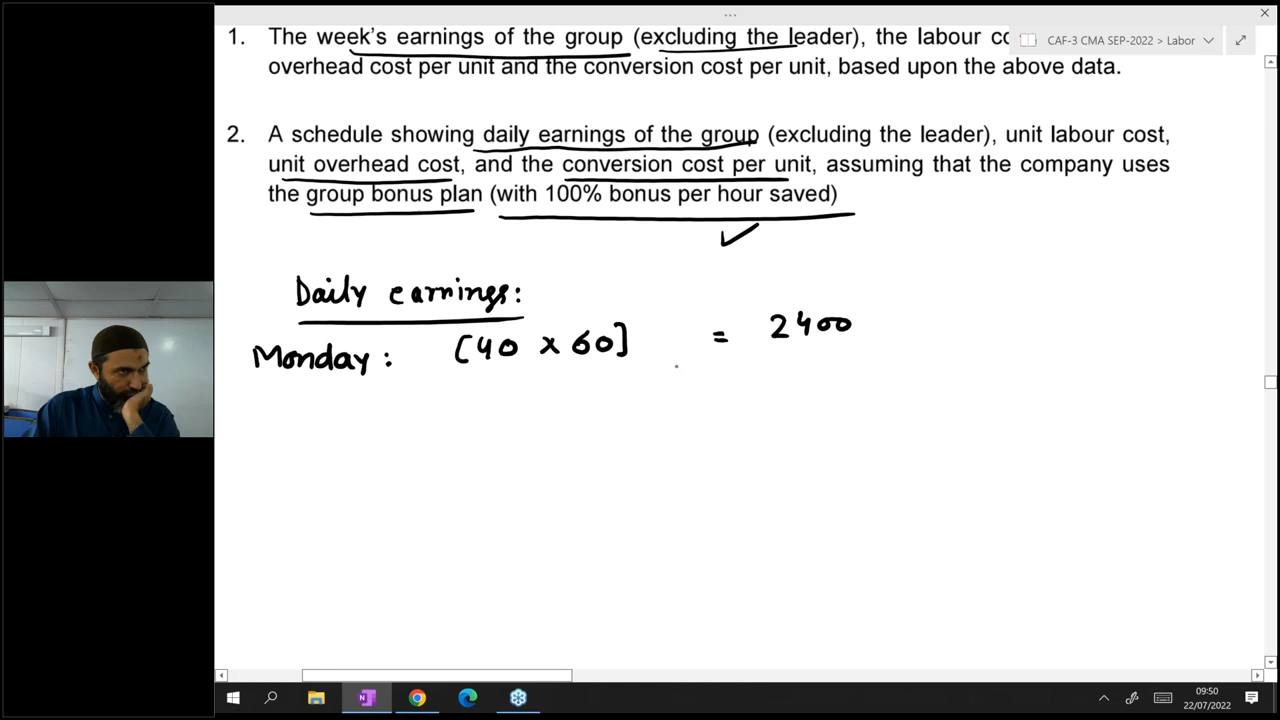 CAF-3 CMA SEP-2022 > Labor
1. The week's earnings of the group (excluding the leader), the labour
overhead cost per unit and the conversion cost per unit, based upon the above data.
2. A schedule showing daily earnings of the group (excluding the leader), unit labour cost,
unit overhead cost, and the conversion cost per unit, assuming that the company uses
the group bonus plan (with 100% bonus per hour saved)
Daily earnings:
Monday: [40 x 60] = 2400
09:50
22/07/2022